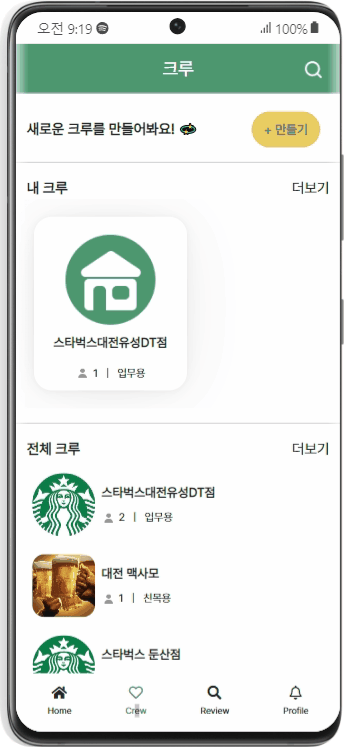 오전 9:19
100%
크루
새로운 크루를 만들어봐요!
+ 만들기
내 크루 더보기
스타벅스대전유성DT점
1 | 입무용
전체 크루 더보기
스타벅스대전유성DT점
2 | 입무용
대전 맥사모
1 | 친목용
스타벅스 둔산점
Home Crew Review Profile